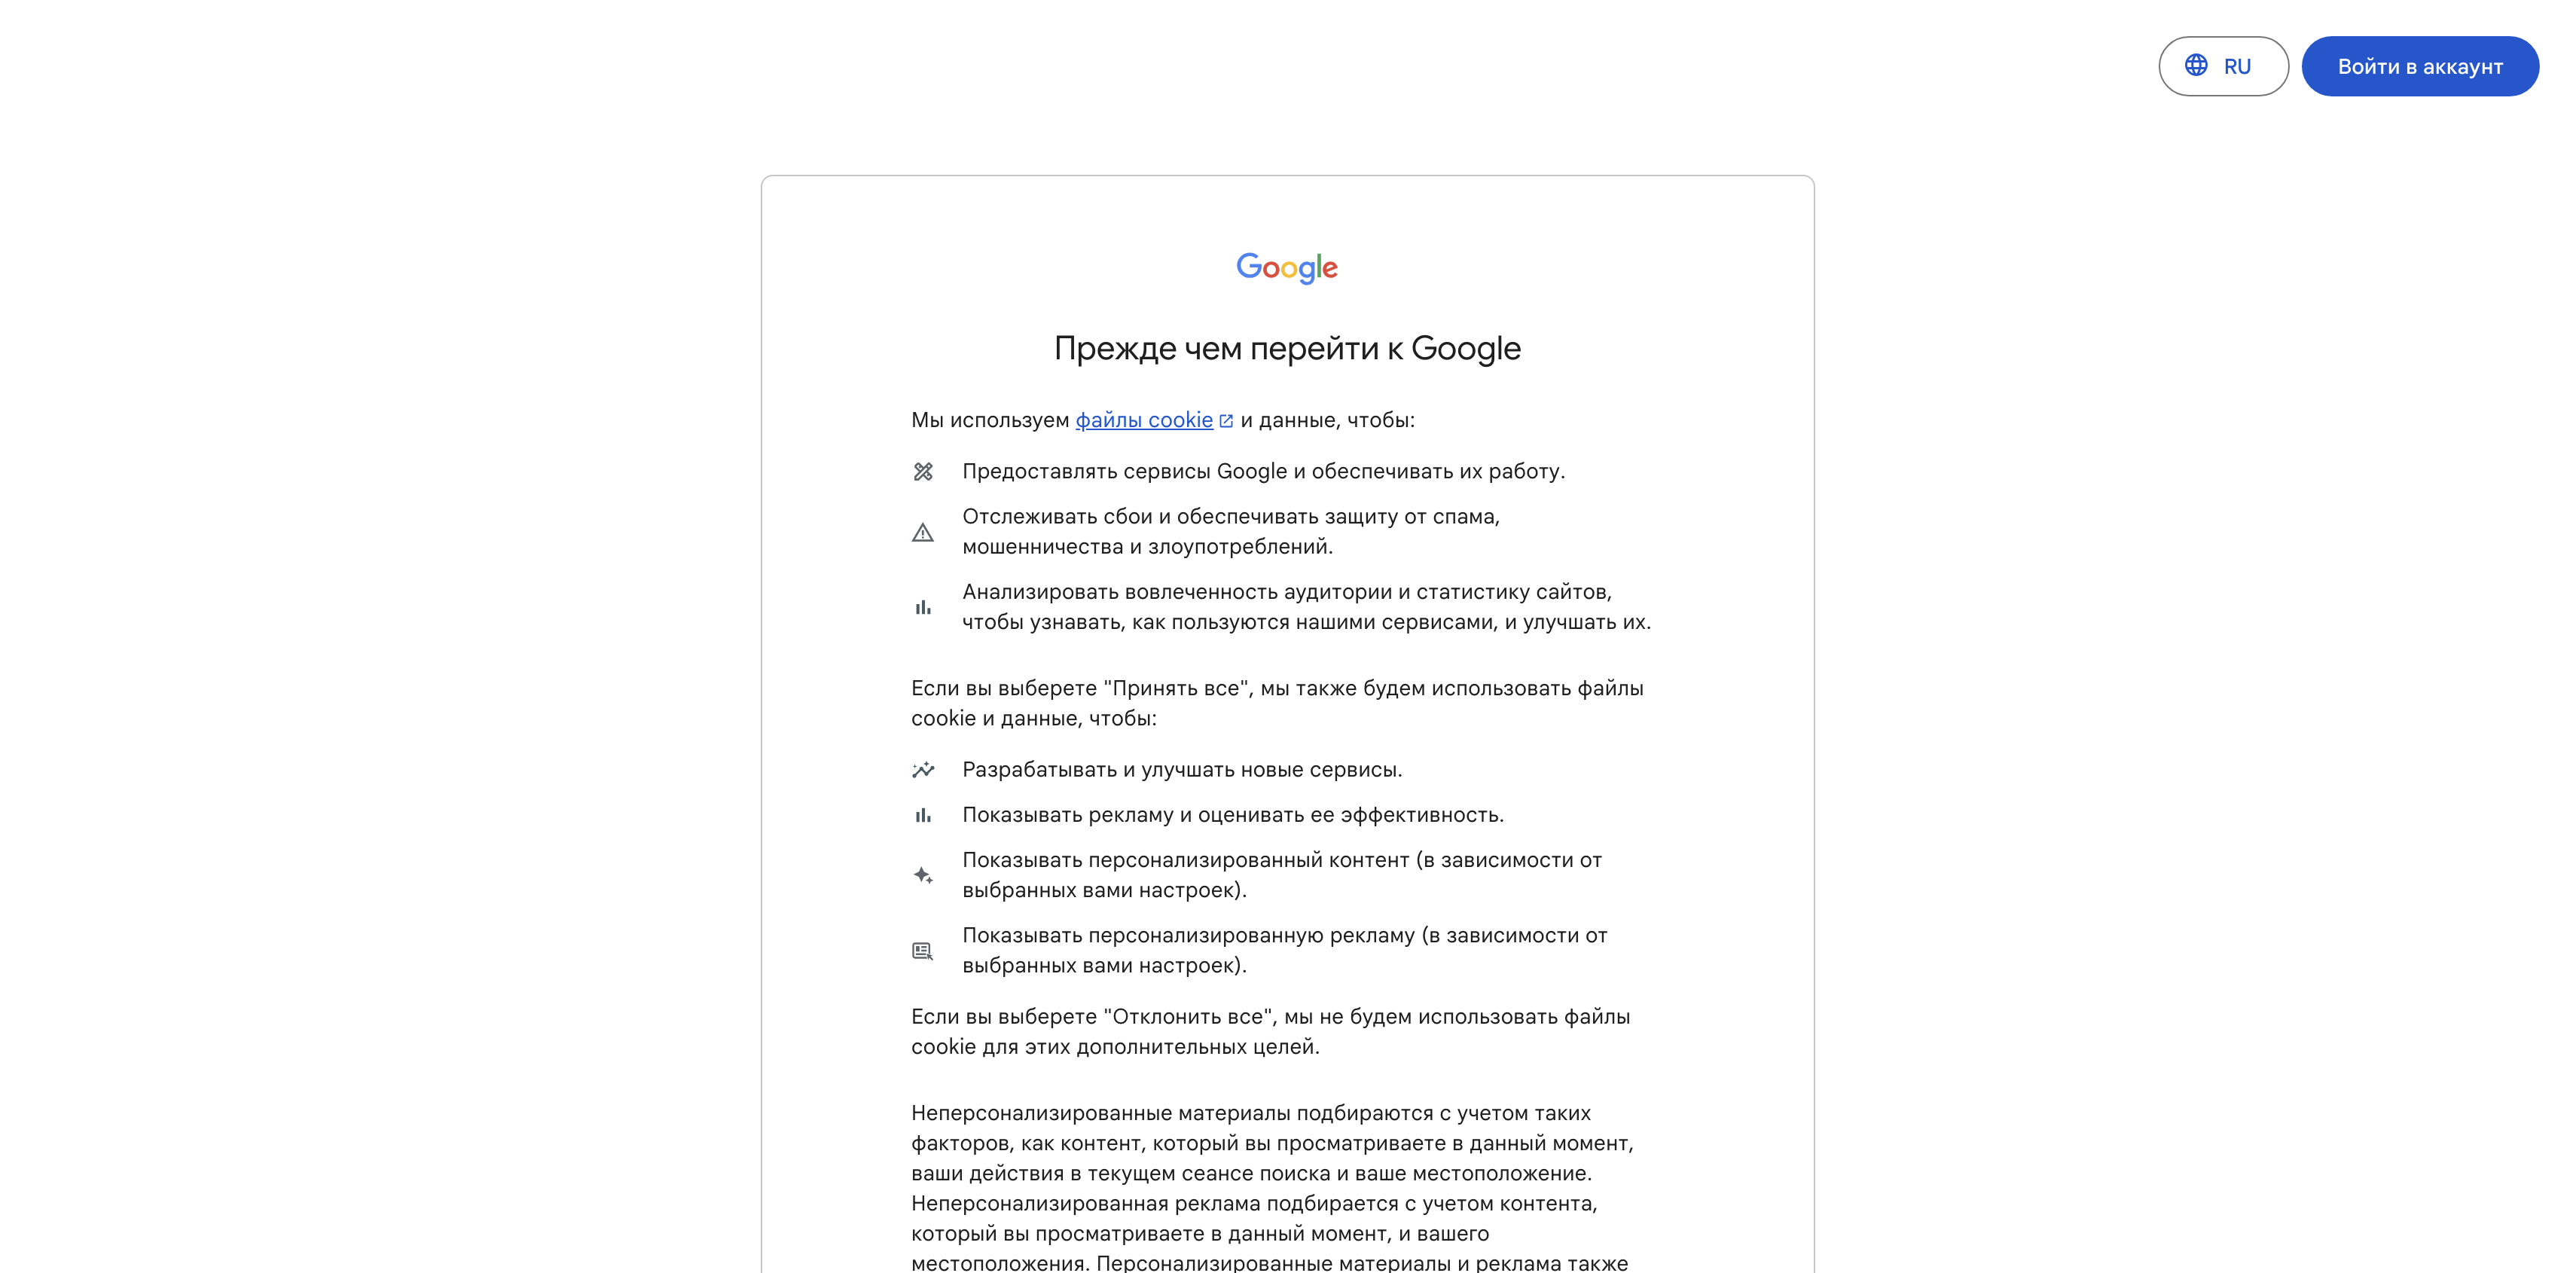 RU
Войти в аккаунт
Google
Прежде чем перейти к Google
Мы используем файлы cookie и данные, чтобы:
Предоставлять сервисы Google и обеспечивать их работу.
Отслеживать сбои и обеспечивать защиту от спама,
мошенничества и злоупотреблений.
Анализировать вовлеченность аудитории и статистику сайтов,
чтобы узнавать, как пользуются нашими сервисами, и улучшать их.
Если вы выберете "Принять все", мы также будем использовать файлы
cookie и данные, чтобы:
Разрабатывать и улучшать новые сервисы.
Показывать рекламу и оценивать ее эффективность.
Показывать персонализированный контент (в зависимости от
выбранных вами настроек).
Показывать персонализированную рекламу (в зависимости от
выбранных вами настроек).
Если вы выберете "Отклонить все", мы не будем использовать файлы
cookie для этих дополнительных целей.
Неперсонализированные материалы подбираются с учетом таких
факторов, как контент, который вы просматриваете в данный момент,
ваши действия в текущем сеансе поиска и ваше местоположение.
Неперсонализированная реклама подбирается с учетом контента,
который вы просматриваете в данный момент, и вашего
местоположения. Персонализированные материалы и реклама также